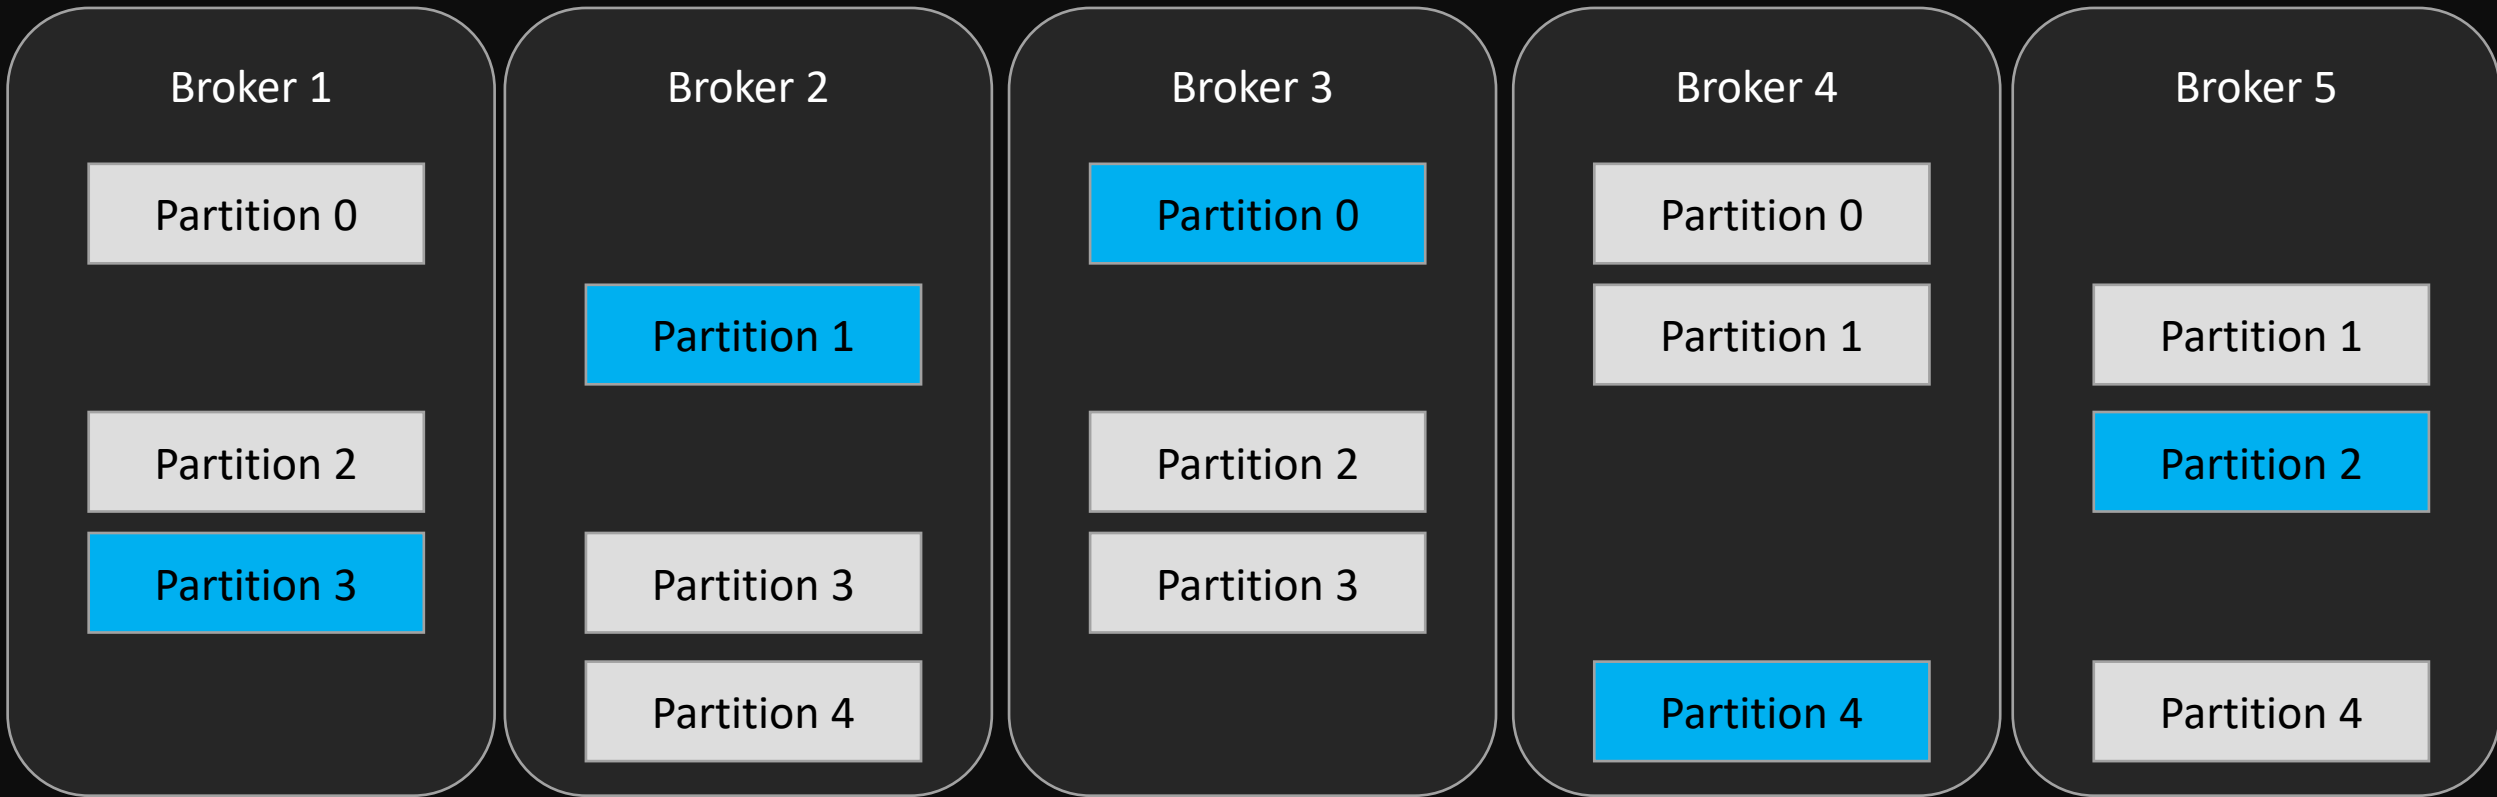 Broker 1
Partition 0
Partition 2
Partition 3
Broker 2
Partition 1
Partition 3
Partition 4
Broker 3
Partition 0
Partition 2
Partition 3
Broker 4
Partition 0
Partition 1
Partition 4
Broker 5
Partition 1
Partition 2
Partition 4